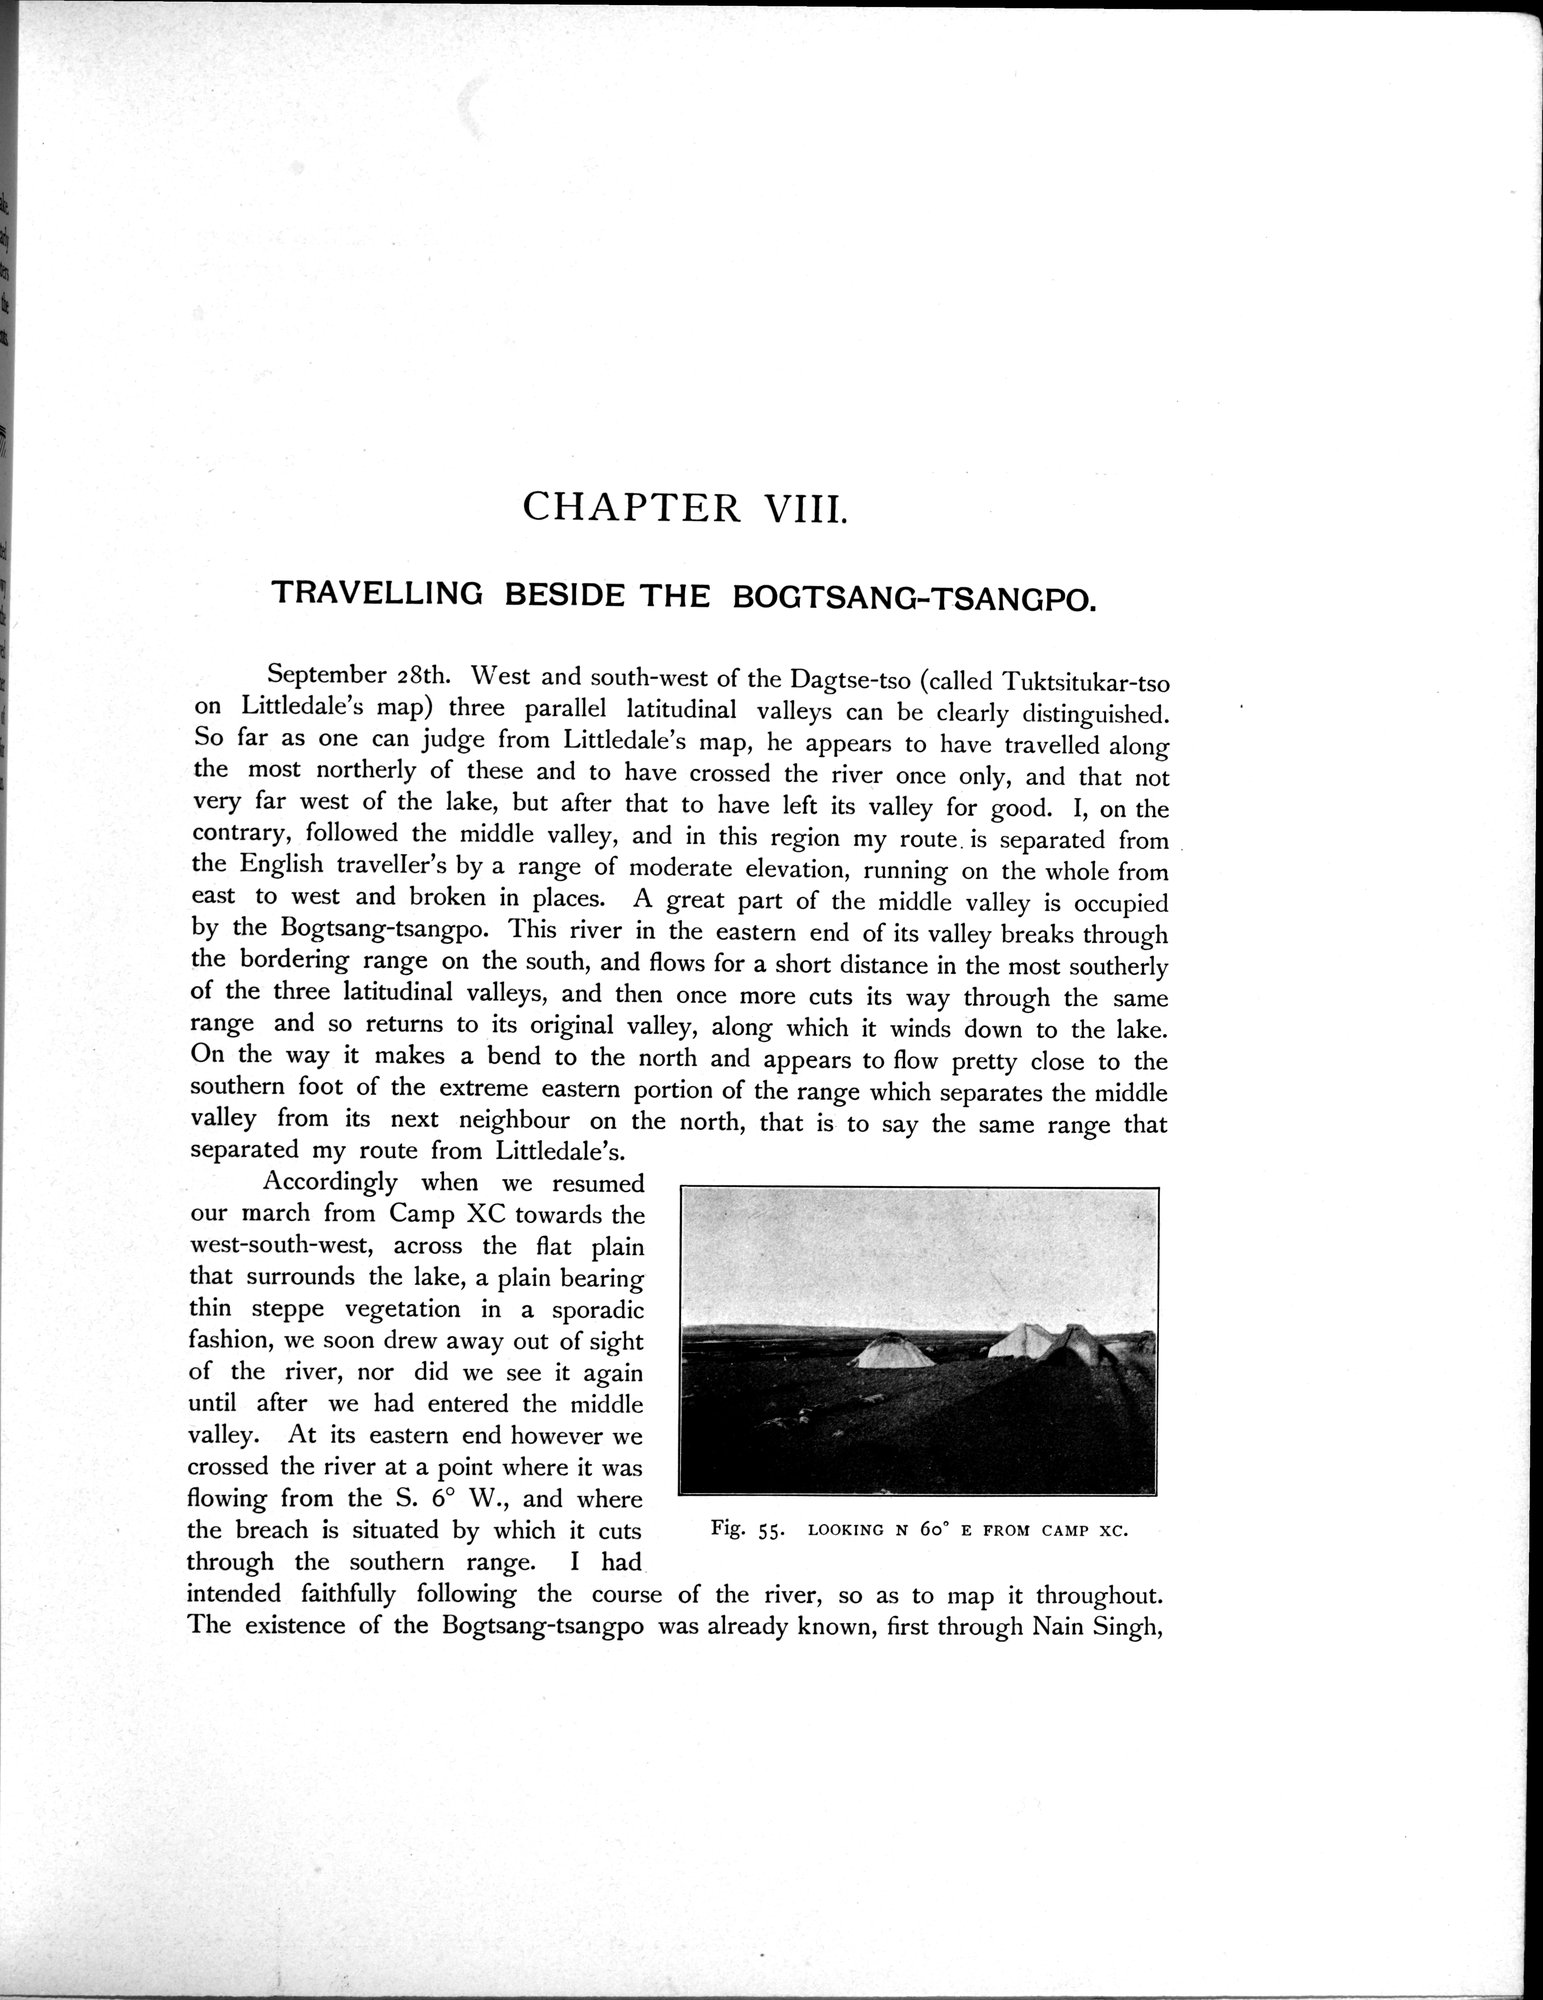 CHAPTER VIII.
TRAVELLING BESIDE THE BOGTSANG-TSANGPO.
September 28th. West and south-west of the Dagtse-tso (called Tuktsitukar-tso
on Littledale's map) three parallel latitudinal valleys can be clearly distinguished.
So far as one can judge from Littledale's map, he appears to have travelled along
the most northerly of these and to have crossed the river once only, and that not
very far west of the lake, but after that to have left its valley for good. I, on the
contrary, followed the middle valley, and in this region my route is separated from
the English traveller's by a range of moderate elevation, running on the whole from
east to west and broken in places. A great part of the middle valley is occupied
by the Bogtsang-tsangpo. This river in the eastern end of its valley breaks through
the bordering range on the south, and flows for a short distance in the most southerly
of the three latitudinal valleys, and then once more cuts its way through the same
range and so returns to its original valley, along which it winds down to the lake.
On the way it makes a bend to the north and appears to flow pretty close to the
southern foot of the extreme eastern portion of the range which separates the middle
valley from its next neighbour on the north, that is to say the same range that
separated my route from Littledale's.
Accordingly when we resumed
our march from Camp XC towards the
west-south-west, across the flat plain
that surrounds the lake, a plain bearing
thin steppe vegetation in a sporadic
fashion, we soon drew away out of sight
of the river, nor did we see it again
until after we had entered the middle
valley. At its eastern end however we
crossed the river at a point where it was
flowing from the S. 6° W., and where
the breach is situated by which it cuts
through the southern range. I had
intended faithfully following the course of the river, so as to map it throughout.
The existence of the Bogtsang-tsangpo was already known, first through Nain Singh,
Fig. 55. LOOKING N 60° E FROM CAMP XC.